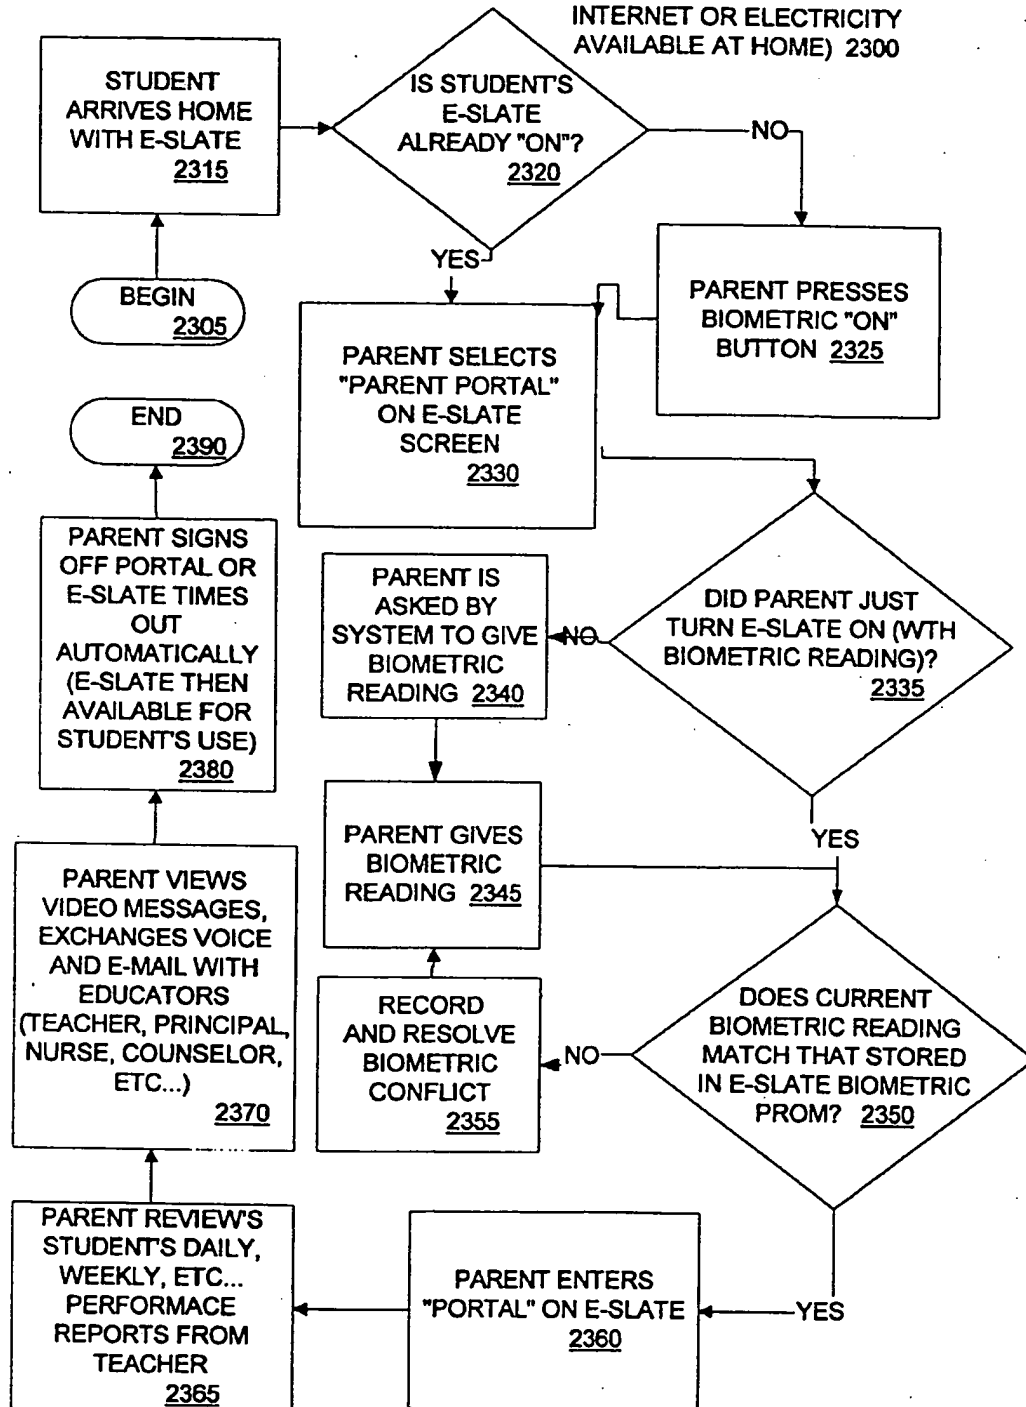 INTERNET OR ELECTRICITY
AVAILABLE AT HOME) 2300
STUDENT
ARRIVES HOME
WITH E-SLATE
2315
IS STUDENT'S
E-SLATE
ALREADY "ON"?
2320
NO
YES
BEGIN
2305
PARENT PRESSES
BIOMETRIC "ON"
BUTTON 2325
PARENT SELECTS
"PARENT PORTAL"
ON E-SLATE
SCREEN
2330
END
2390
PARENT SIGNS
OFF PORTAL OR
E-SLATE TIMES
OUT
AUTOMATICALLY
(E-SLATE THEN
AVAILABLE FOR
STUDENT'S USE)
2380
PARENT IS
ASKED BY
SYSTEM TO GIVE
BIOMETRIC
READING 2340
NO
DID PARENT JUST
TURN E-SLATE ON (WTH
BIOMETRIC READING)?
2335
YES
PARENT GIVES
BIOMETRIC
READING 2345
PARENT VIEWS
VIDEO MESSAGES,
EXCHANGES VOICE
AND E-MAIL WITH
EDUCATORS
(TEACHER, PRINCIPAL,
NURSE, COUNSELOR,
ETC...)
2370
RECORD
AND RESOLVE
BIOMETRIC
CONFLICT
2355
NO
DOES CURRENT
BIOMETRIC READING
MATCH THAT STORED
IN E-SLATE BIOMETRIC
PROM? 2350
YES
PARENT REVIEW'S
STUDENT'S DAILY,
WEEKLY, ETC...
PERFORMACE
REPORTS FROM
TEACHER
2365
PARENT ENTERS
"PORTAL" ON E-SLATE
2360